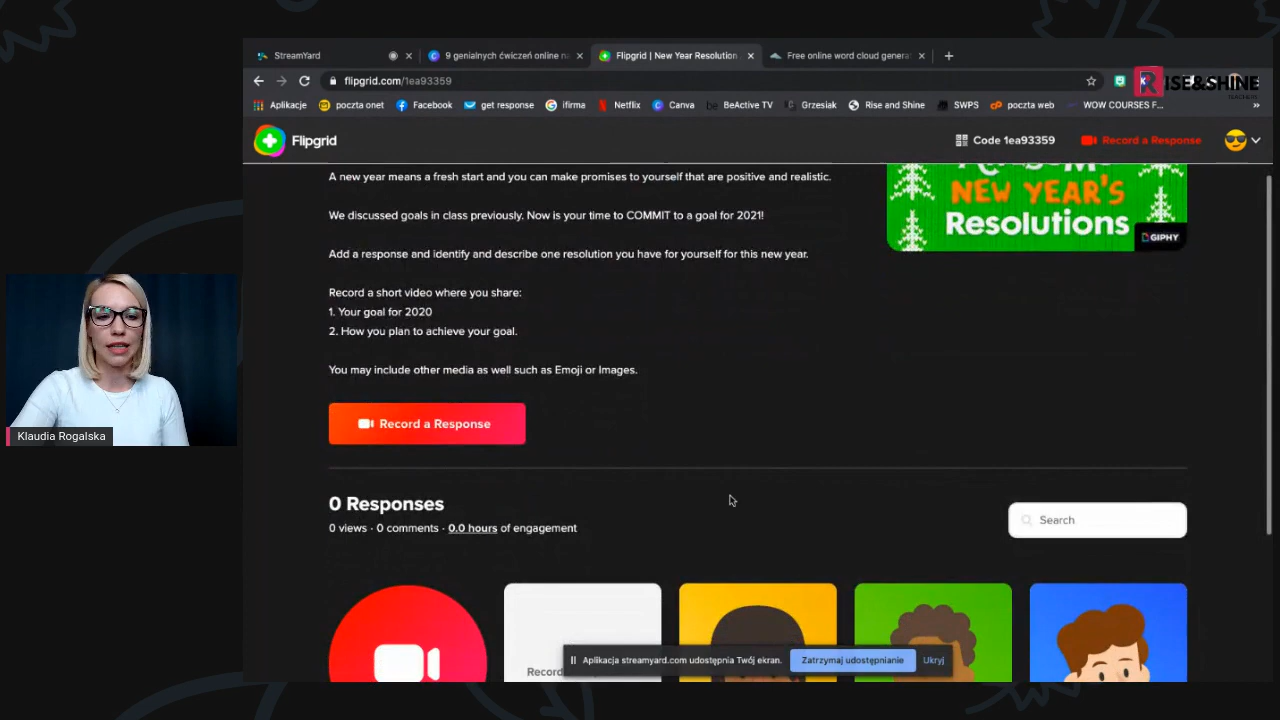 StreamYard
9 genialnych ćwiczeń online na
Flipgrid | New Year Resolution
Free online word cloud genera
flipgrid.com/1ea93359
RISE&SHINE
TEACHERS
Aplikacje
poczta onet
Facebook
get response
ifirma
Netflix
Canva
BeActive TV
Grzesiak
Rise and Shine
SWPS
poczta web
WOW COURSES F...
Flipgrid
Code 1ea93359
Record a Response
A new year means a fresh start and you can make promises to yourself that are positive and realistic.
NEW YEAR'S
Resolutions
GIPHY
We discussed goals in class previously. Now is your time to COMMIT to a goal for 2021!
Add a response and identify and describe one resolution you have for yourself for this new year.
Record a short video where you share:
1. Your goal for 2020
2. How you plan to achieve your goal.
You may include other media as well such as Emoji or Images.
Record a Response
Klaudia Rogalska
0 Responses
0 views · 0 comments · 0.0 hours of engagement
Search
Record
Aplikacja streamyard.com udostępnia Twój ekran.
Zatrzymaj udostępnianie
Ukryj